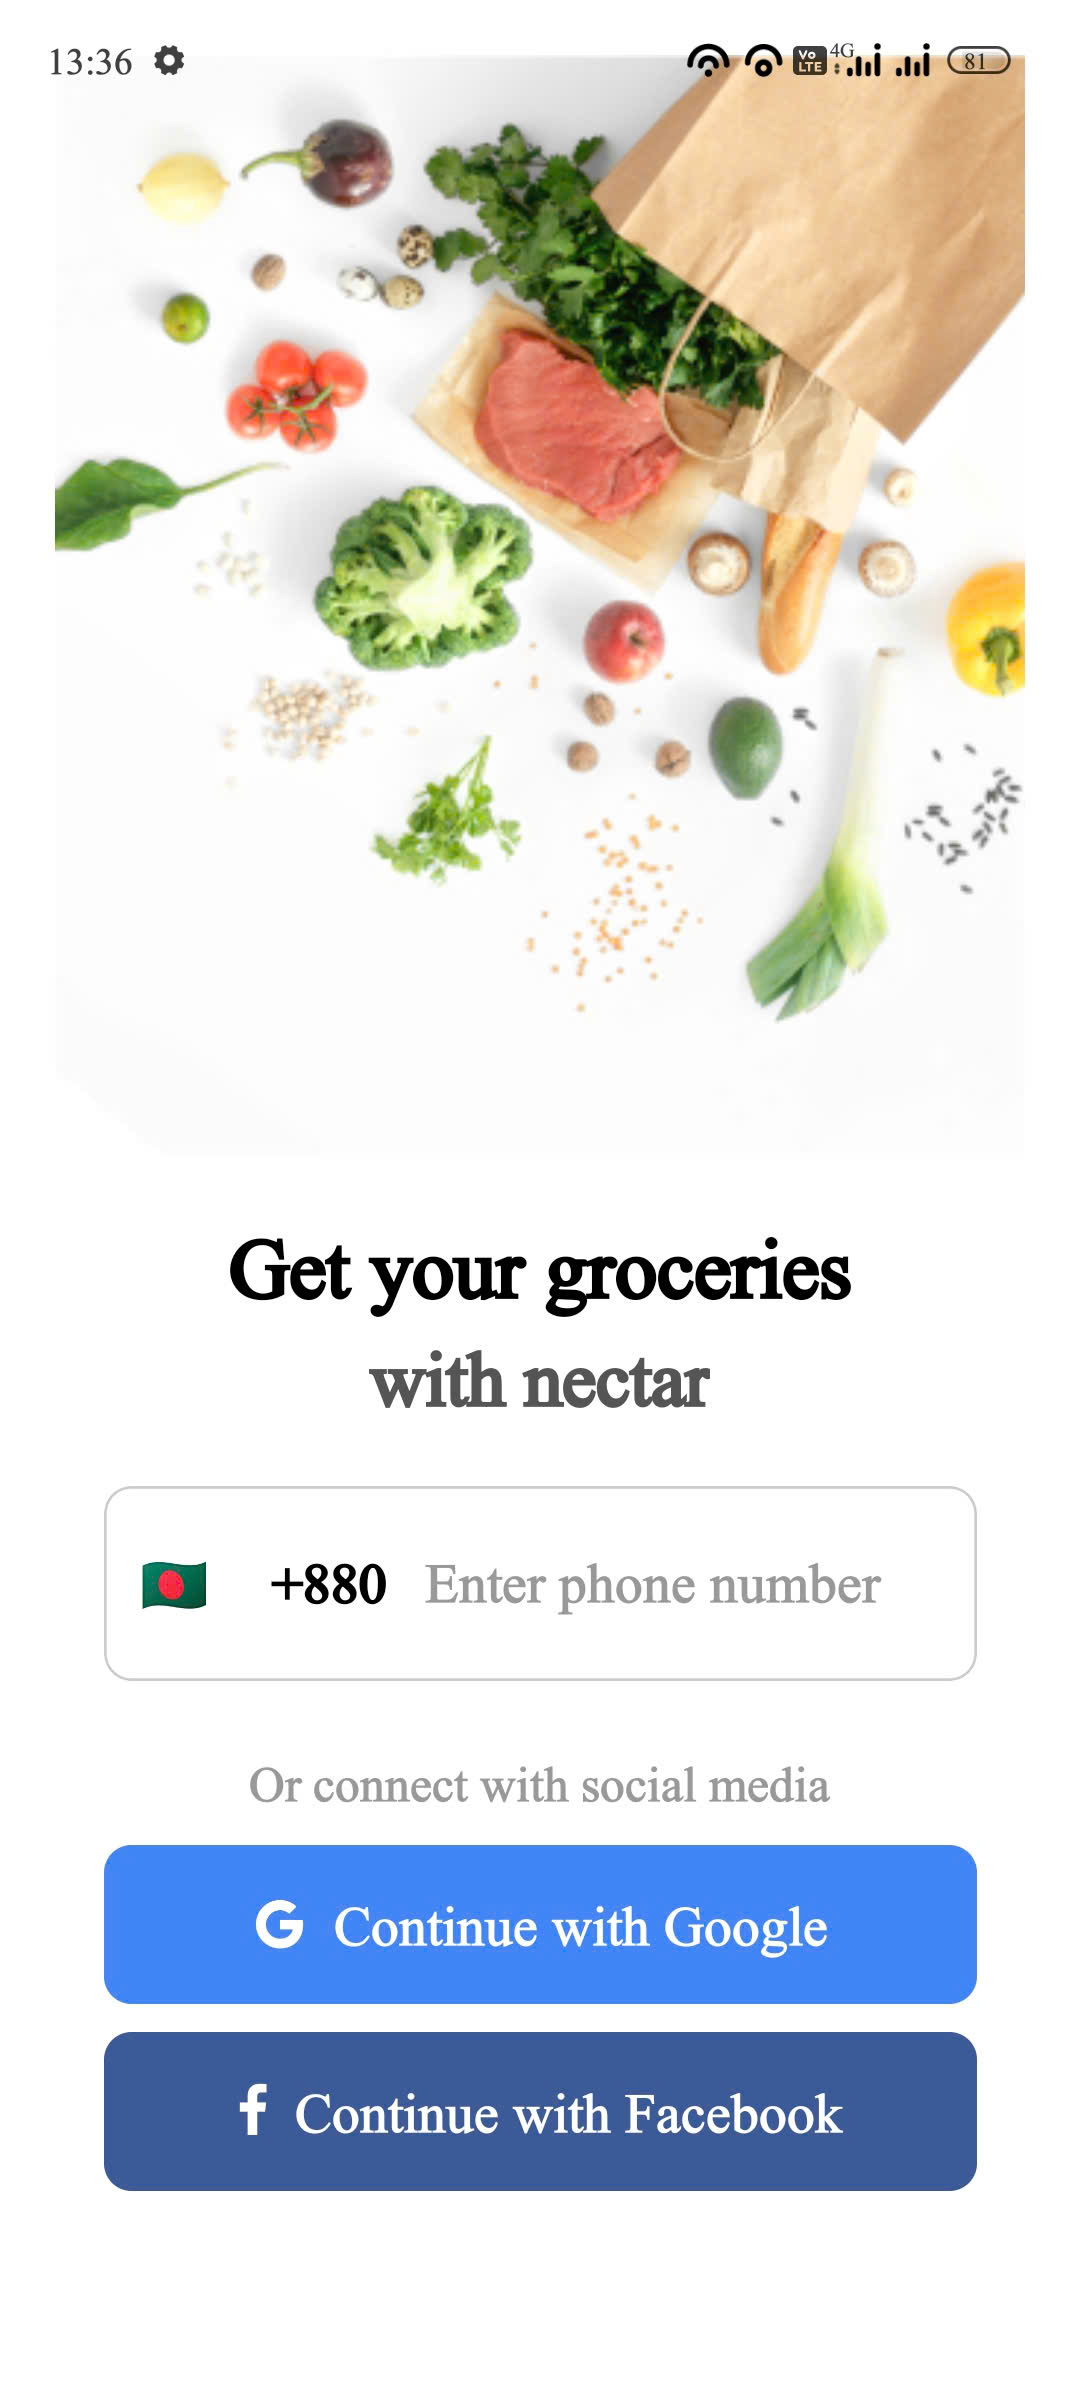 13:36 Vo LTE 4G 81
Get your groceries
with nectar
+880 Enter phone number
Or connect with social media
G Continue with Google
f Continue with Facebook